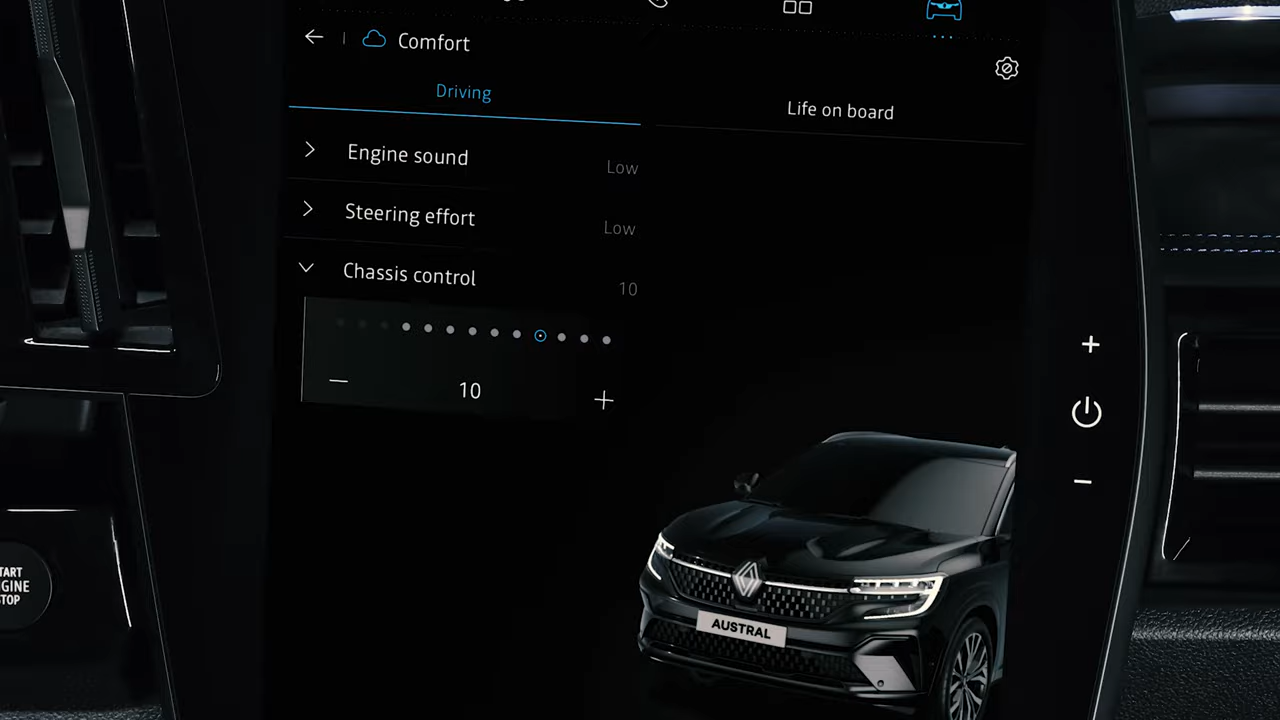 Comfort
Driving
Life on board
Engine sound
Low
Steering effort
Low
Chassis control
10
10
START
ENGINE
STOP
AUSTRAL